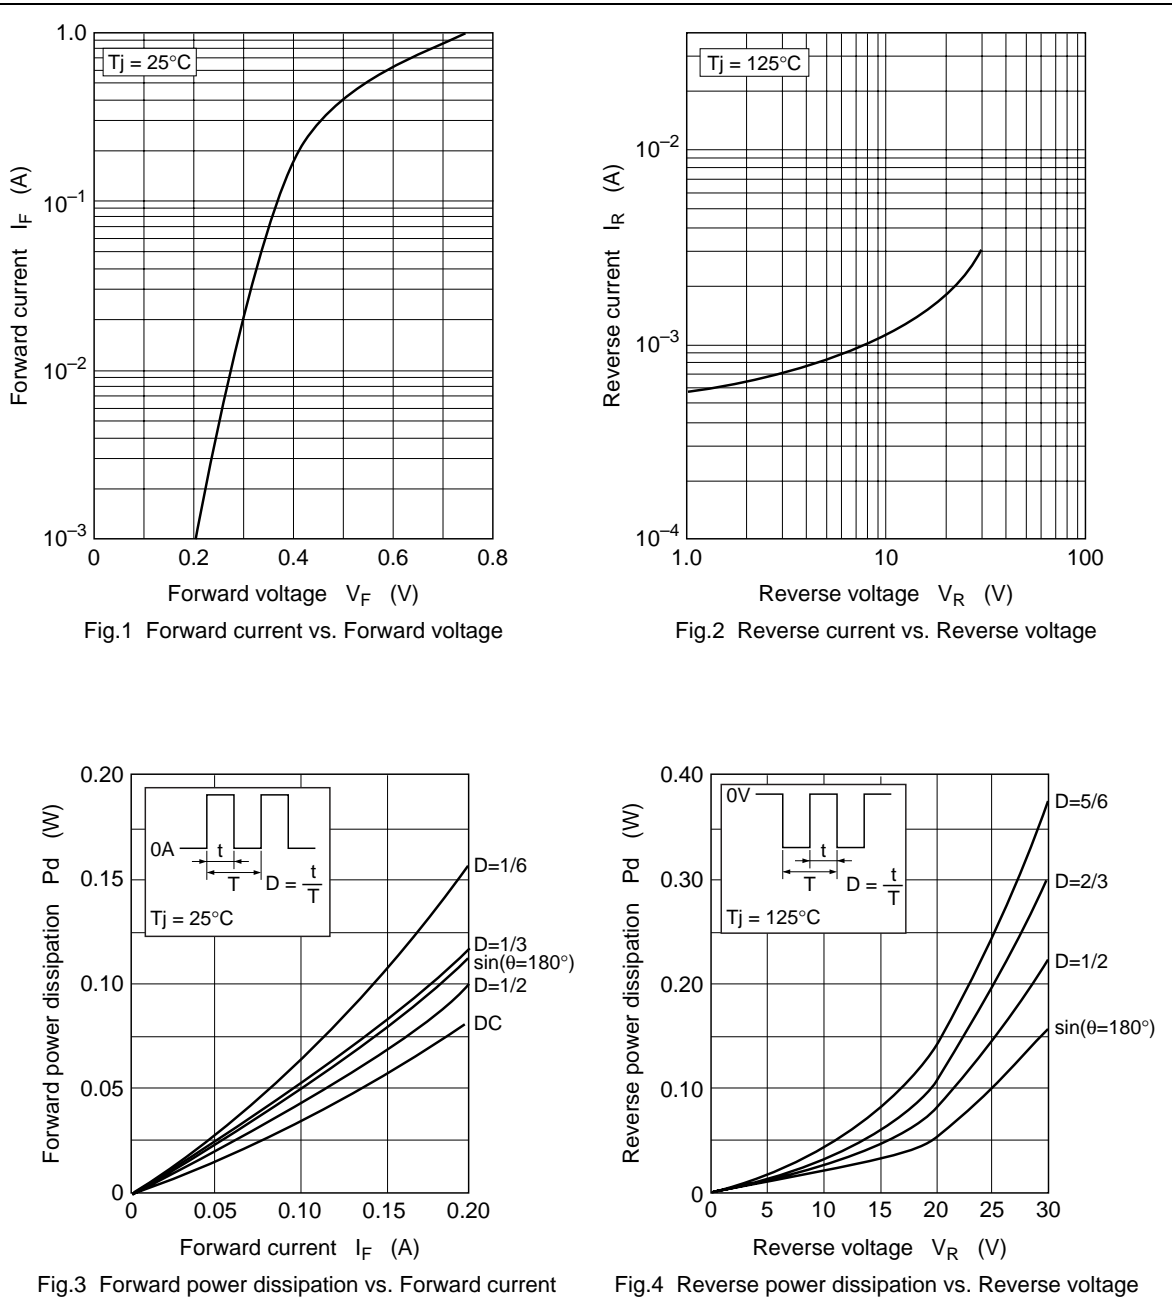 1.0
Tj = 25°C
10⁻¹
10⁻²
10⁻³
Forward current I_F (A)
0 0.2 0.4 0.6 0.8
Forward voltage V_F (V)
Fig.1 Forward current vs. Forward voltage
Tj = 125°C
10⁻²
10⁻³
10⁻⁴
Reverse current I_R (A)
1.0 10 100
Reverse voltage V_R (V)
Fig.2 Reverse current vs. Reverse voltage
0.20
0.15
0.10
0.05
0
Forward power dissipation Pd (W)
0A
t
T
D = t/T
Tj = 25°C
D=1/6
D=1/3
sin(θ=180°)
D=1/2
DC
0 0.05 0.10 0.15 0.20
Forward current I_F (A)
Fig.3 Forward power dissipation vs. Forward current
0.40
0.30
0.20
0.10
0
Reverse power dissipation Pd (W)
0V
t
T
D = t/T
Tj = 125°C
D=5/6
D=2/3
D=1/2
sin(θ=180°)
0 5 10 15 20 25 30
Reverse voltage V_R (V)
Fig.4 Reverse power dissipation vs. Reverse voltage